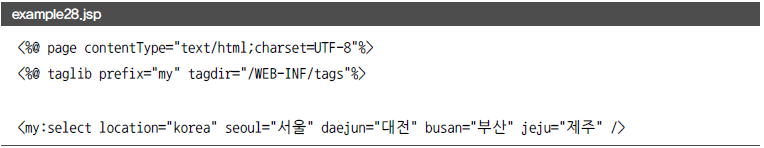 example28.jsp
<%@ page contentType="text/html;charset=UTF-8"%>
<%@ taglib prefix="my" tagdir="/WEB-INF/tags"%>
<my:select location="korea" seoul="서울" daejun="대전" busan="부산" jeju="제주" />